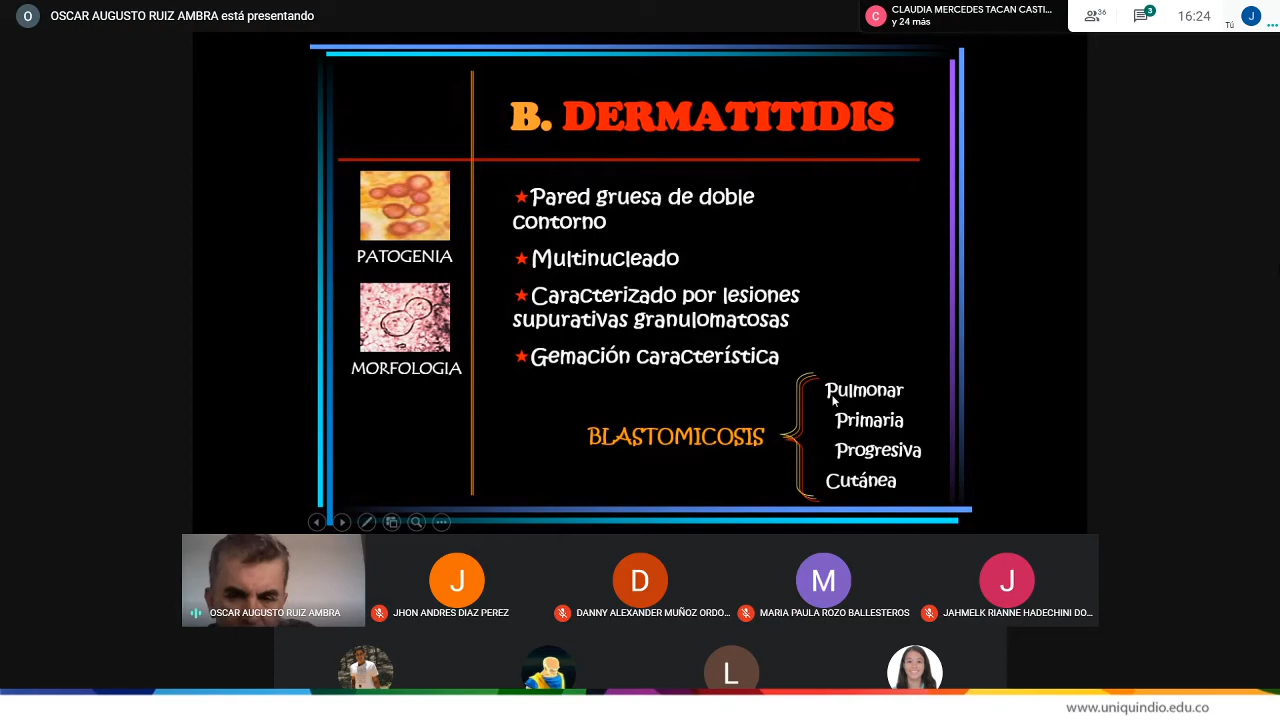 O OSCAR AUGUSTO RUIZ AMBRA está presentando
C CLAUDIA MERCEDES TACAN CASTI...
y 24 más
36
3
16:24
Tú
J
B. DERMATITIDIS
PATOGENIA
MORFOLOGIA
Pared gruesa de doble
contorno
Multinucleado
Caracterizado por lesiones
supurativas granulomatosas
Gemación característica
BLASTOMICOSIS
Pulmonar
Primaria
Progresiva
Cutánea
J
D
M
J
OSCAR AUGUSTO RUIZ AMBRA
JHON ANDRES DIAZ PEREZ
DANNY ALEXANDER MUÑOZ ORDO...
MARIA PAULA ROZO BALLESTEROS
JAHMELK RIANNE HADECHINI DO...
L
www.uniquindio.edu.co